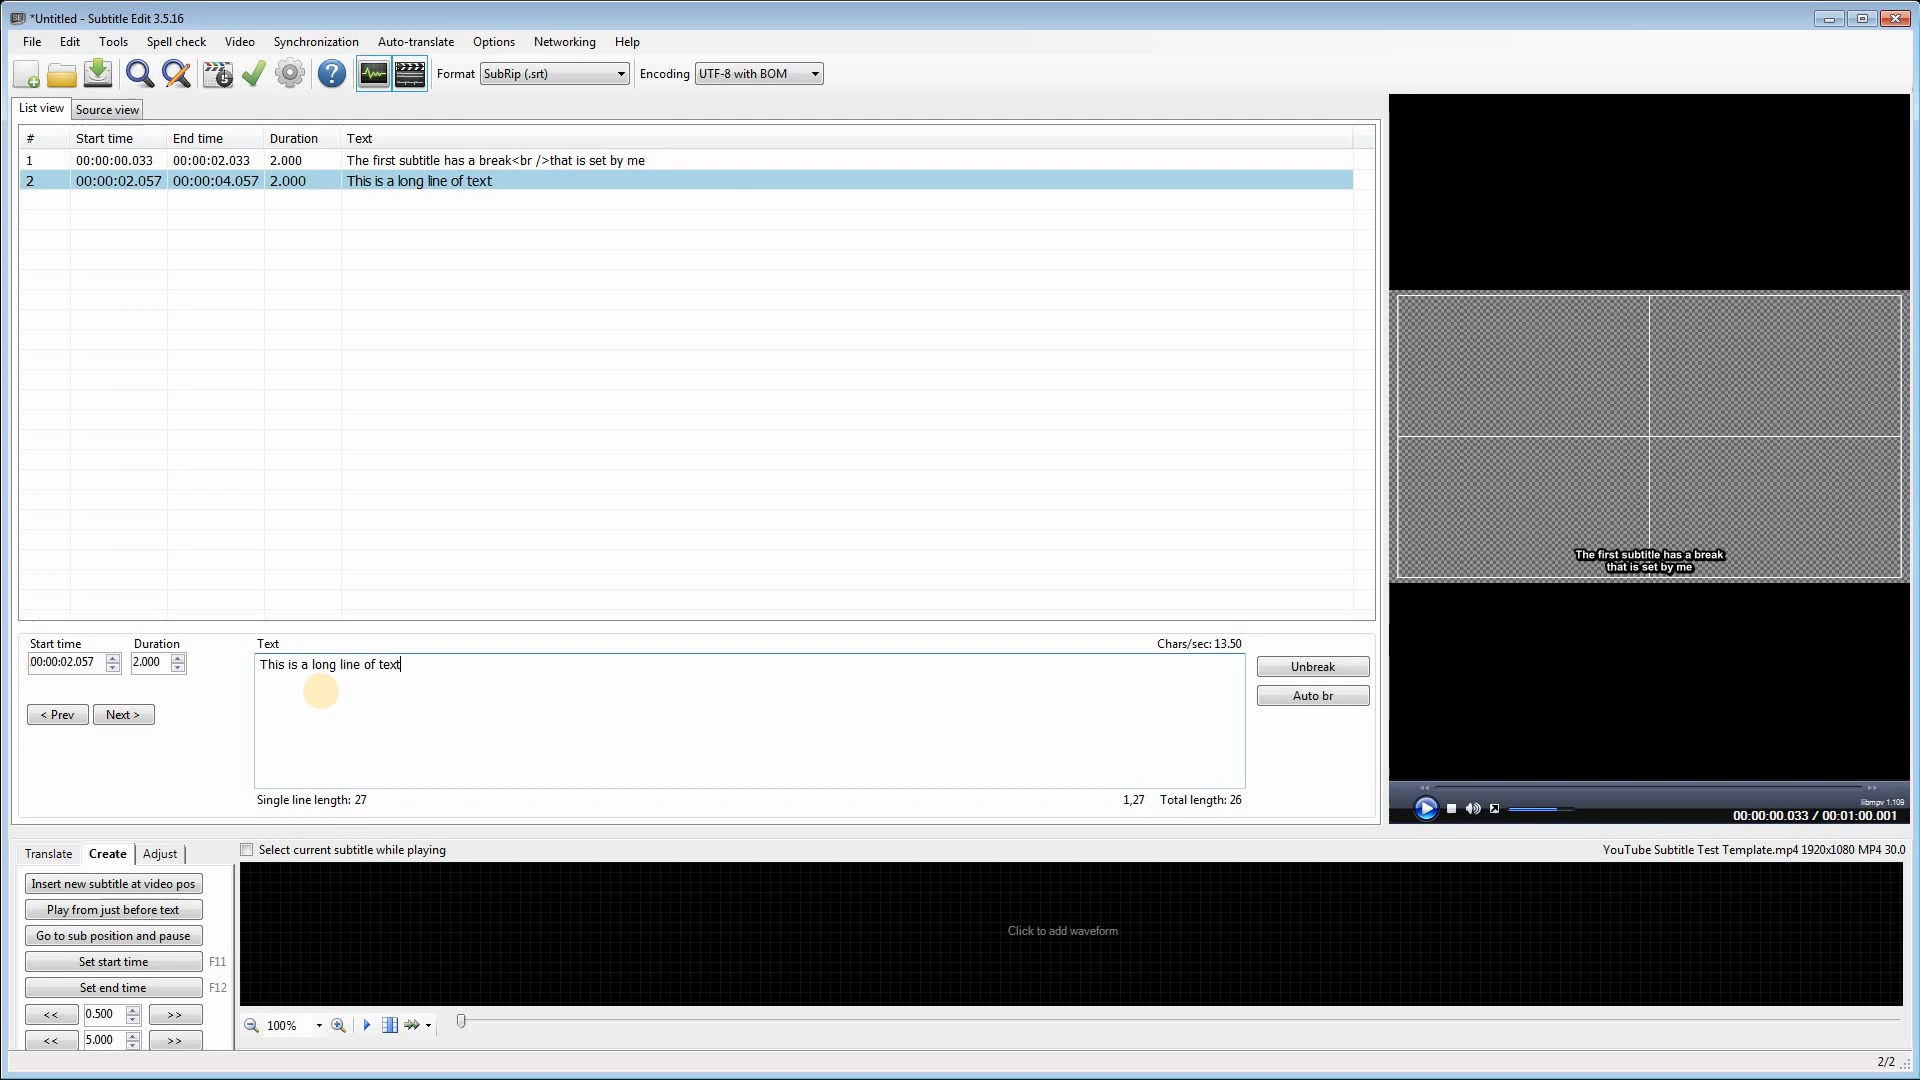 *Untitled - Subtitle Edit 3.5.16
File Edit Tools Spell check Video Synchronization Auto-translate Options Networking Help
Format SubRip (.srt) Encoding UTF-8 with BOM
List view Source view
# Start time End time Duration Text
1 00:00:00.033 00:00:02.033 2.000 The first subtitle has a break<br />that is set by me
2 00:00:02.057 00:00:04.057 2.000 This is a long line of text
The first subtitle has a break
that is set by me
Start time Duration Text Chars/sec: 13.50
00:00:02.057 2.000 This is a long line of text Unbreak
Auto br
< Prev Next >
Single line length: 27 1,27 Total length: 26
libmpv 1.109
00:00:00.033 / 00:01:00.001
Translate Create Adjust Select current subtitle while playing YouTube Subtitle Test Template.mp4 1920x1080 MP4 30.0
Insert new subtitle at video pos
Play from just before text
Go to sub position and pause
Set start time F11
Set end time F12
<< 0.500 >>
<< 5.000 >>
Click to add waveform
100%
2/2